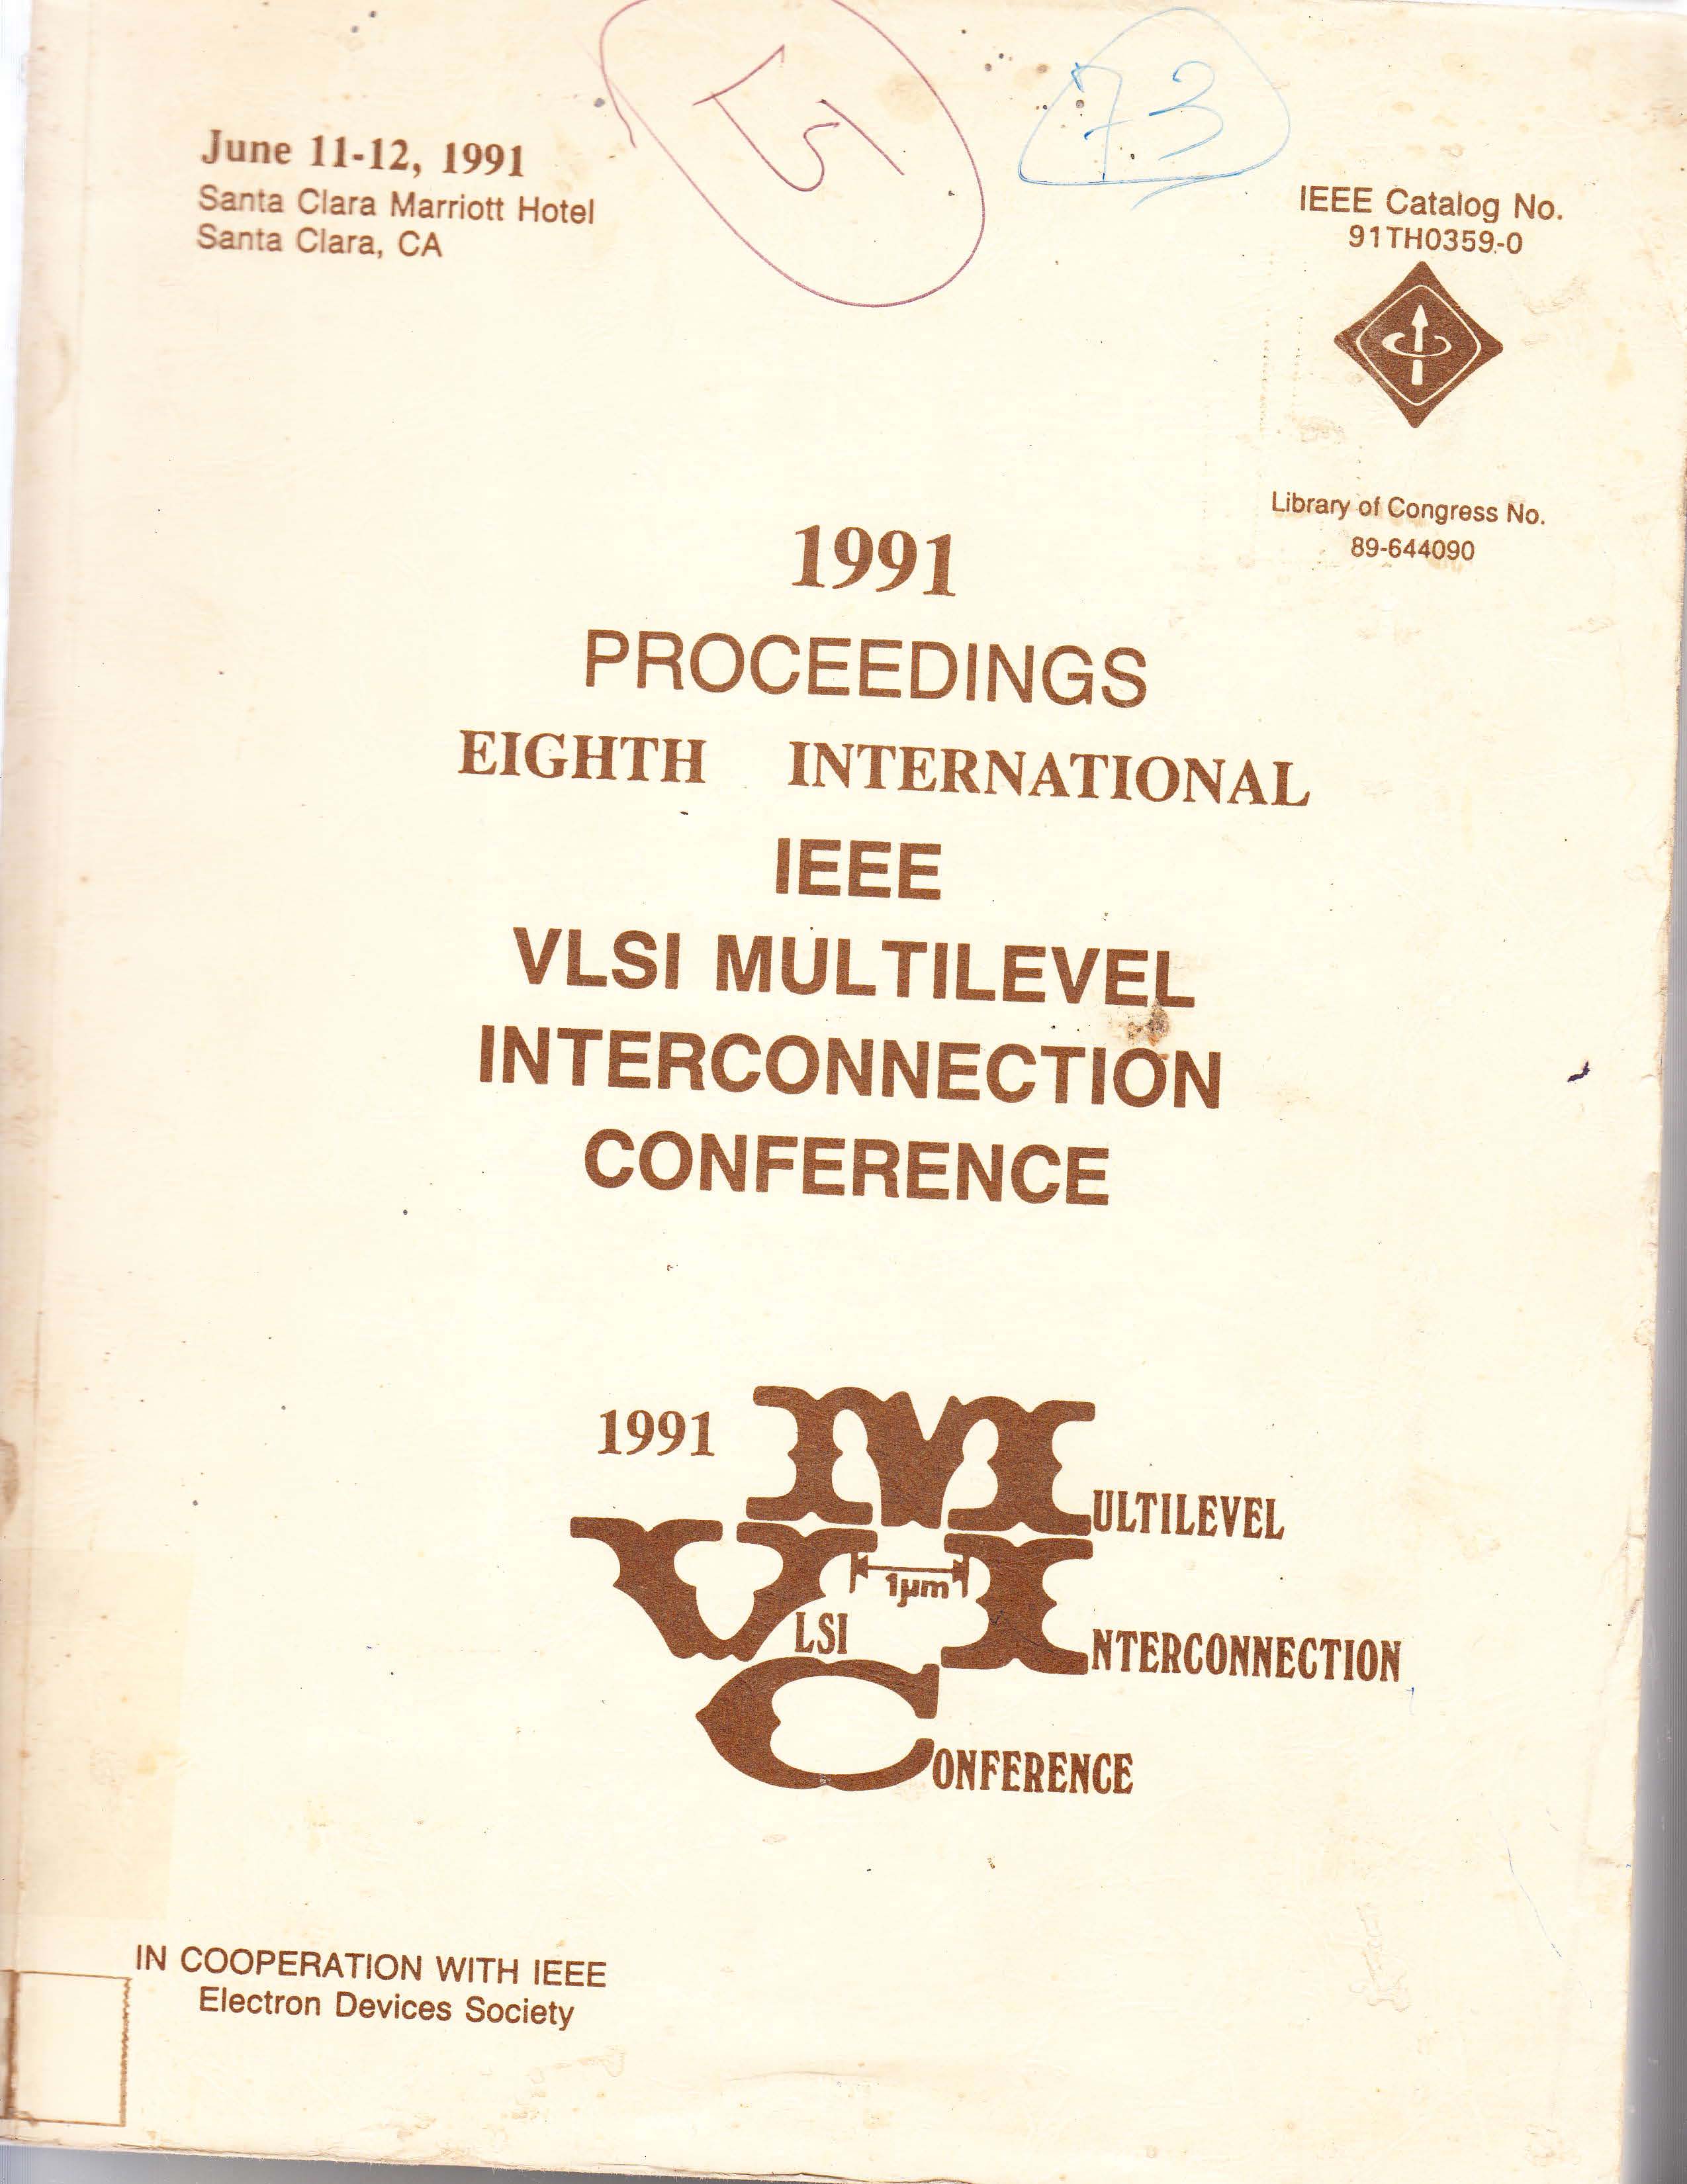 73
June 11-12, 1991
Santa Clara Marriott Hotel
Santa Clara, CA
IEEE Catalog No.
91TH0359-0
Library of Congress No.
89-644090
1991
PROCEEDINGS
EIGHTH INTERNATIONAL
IEEE
VLSI MULTILEVEL
INTERCONNECTION
CONFERENCE
1991
MULTILEVEL
VLSI
1µm
INTERCONNECTION
CONFERENCE
IN COOPERATION WITH IEEE
Electron Devices Society